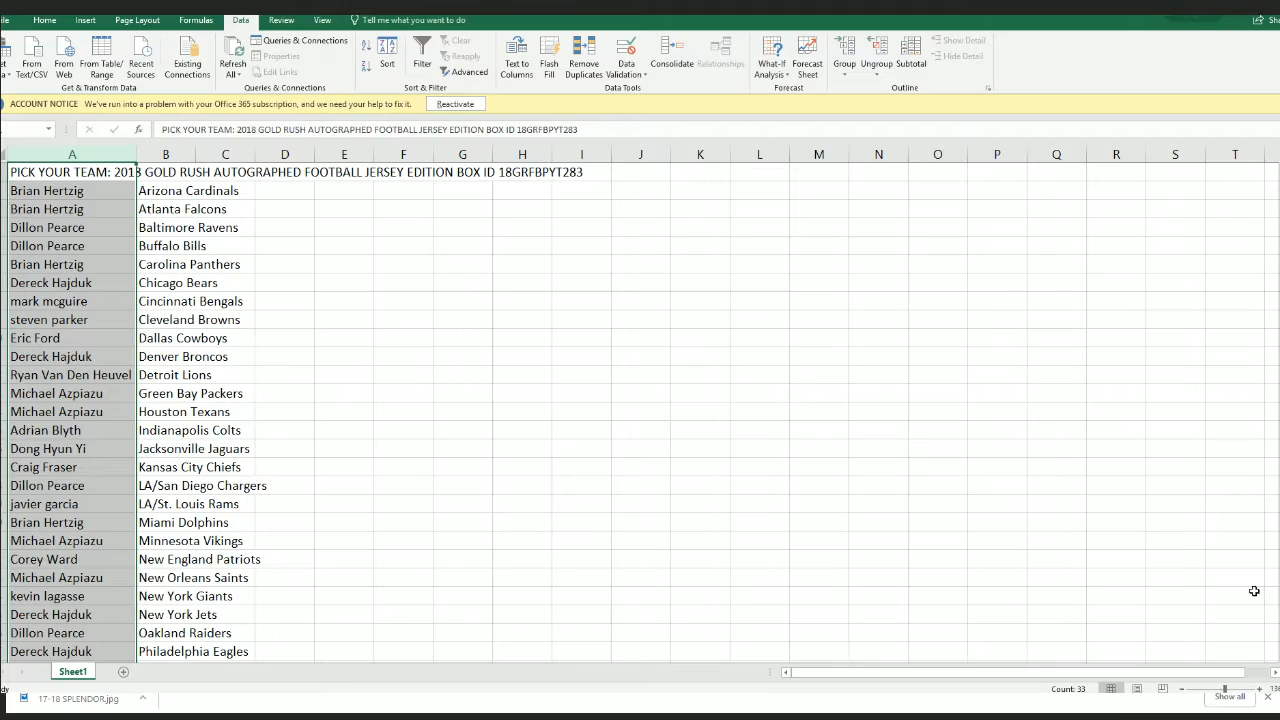 Home Insert Page Layout Formulas Data Review View Tell me what you want to do
From Text/CSV From Web From Table/Range Recent Sources Existing Connections Refresh All Queries & Connections Properties Edit Links Sort Filter Clear Reapply Advanced Text to Columns Flash Fill Remove Duplicates Data Validation Consolidate Relationships What-If Analysis Forecast Sheet Group Ungroup Subtotal Show Detail Hide Detail
Get & Transform Data Queries & Connections Sort & Filter Data Tools Forecast Outline
ACCOUNT NOTICE We've run into a problem with your Office 365 subscription, and we need your help to fix it. Reactivate
fx PICK YOUR TEAM: 2018 GOLD RUSH AUTOGRAPHED FOOTBALL JERSEY EDITION BOX ID 18GRFBPYT283
A B C D E F G H I J K L M N O P Q R S T
PICK YOUR TEAM: 2018 GOLD RUSH AUTOGRAPHED FOOTBALL JERSEY EDITION BOX ID 18GRFBPYT283
Brian Hertzig Arizona Cardinals
Brian Hertzig Atlanta Falcons
Dillon Pearce Baltimore Ravens
Dillon Pearce Buffalo Bills
Brian Hertzig Carolina Panthers
Dereck Hajduk Chicago Bears
mark mcguire Cincinnati Bengals
steven parker Cleveland Browns
Eric Ford Dallas Cowboys
Dereck Hajduk Denver Broncos
Ryan Van Den Heuvel Detroit Lions
Michael Azpiazu Green Bay Packers
Michael Azpiazu Houston Texans
Adrian Blyth Indianapolis Colts
Dong Hyun Yi Jacksonville Jaguars
Craig Fraser Kansas City Chiefs
Dillon Pearce LA/San Diego Chargers
javier garcia LA/St. Louis Rams
Brian Hertzig Miami Dolphins
Michael Azpiazu Minnesota Vikings
Corey Ward New England Patriots
Michael Azpiazu New Orleans Saints
kevin lagasse New York Giants
Dereck Hajduk New York Jets
Dillon Pearce Oakland Raiders
Dereck Hajduk Philadelphia Eagles
Sheet1
Count: 33
17-18 SPLENDOR.jpg Show all